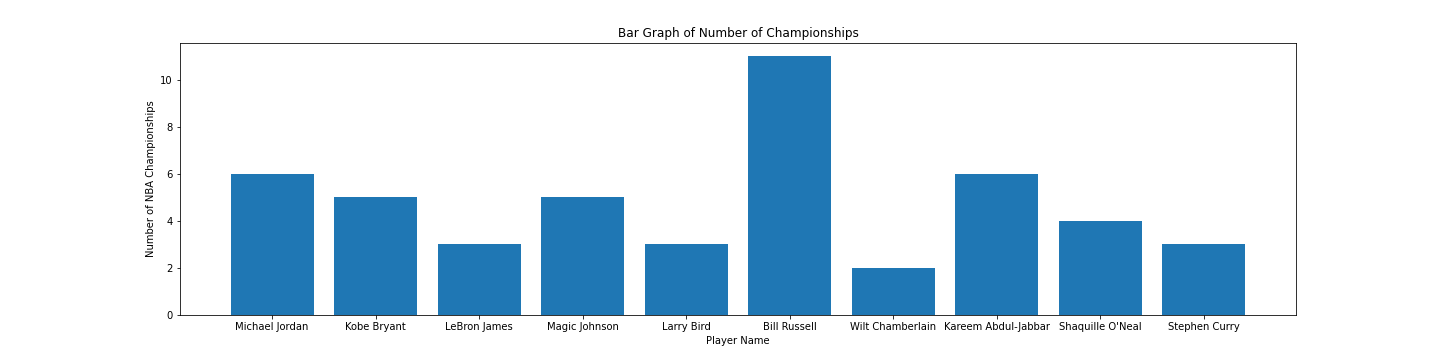 Bar Graph of Number of Championships
Number of NBA Championships
10
8
6
4
2
0
Michael Jordan Kobe Bryant LeBron James Magic Johnson Larry Bird Bill Russell Wilt Chamberlain Kareem Abdul-Jabbar Shaquille O'Neal Stephen Curry
Player Name